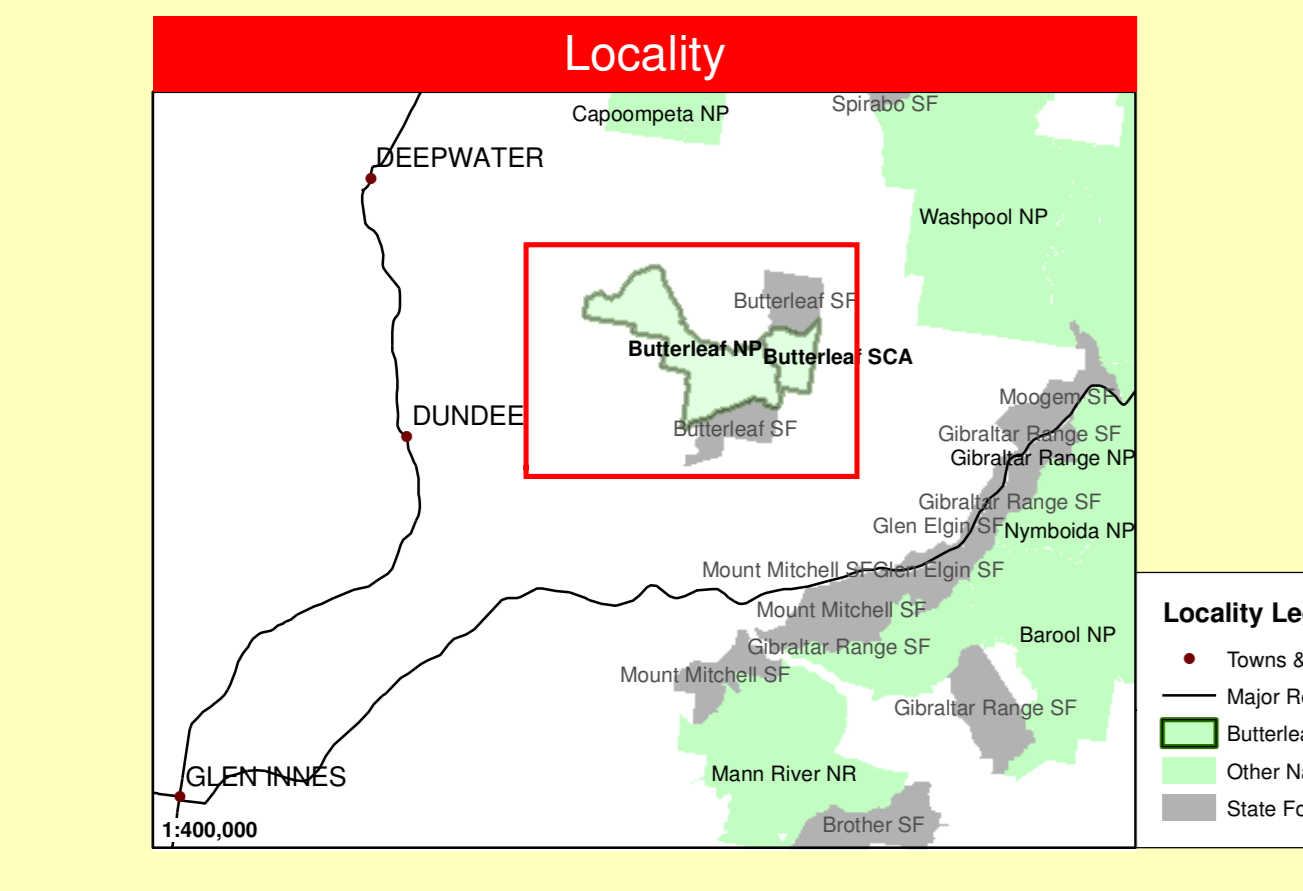 Locality
Capoompeta NP
Spirabo SF
DEEPWATER
Washpool NP
Butterleaf SF
Butterleaf NP
Butterleaf SCA
Moogem SF
DUNDEE
Butterleaf SF
Gibraltar Range SF
Gibraltar Range NP
Gibraltar Range SF
Glen Elgin SF
Nymboida NP
Mount Mitchell SF
Glen Elgin SF
Mount Mitchell SF
Barool NP
Gibraltar Range SF
Mount Mitchell SF
Gibraltar Range SF
GLEN INNES
Mann River NR
Brother SF
1:400,000
Locality Le
Towns &
Major R
Butterlea
Other Na
State Fo